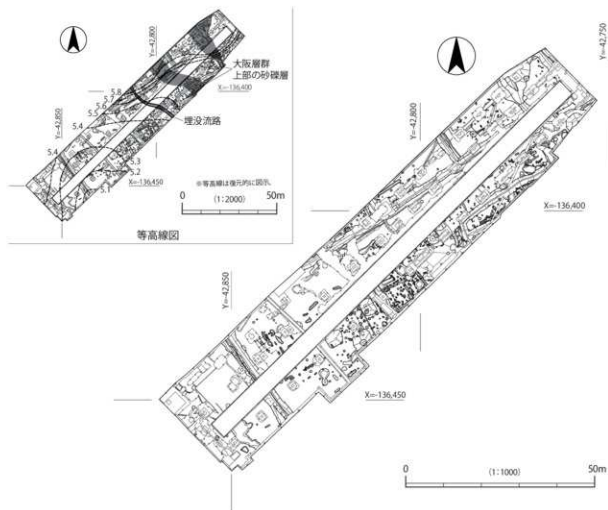 Y=-42,800
大阪層群
上部の砂礫層
X=-136,400
埋没流路
Y=-42,850
5.8
5.7
5.6
5.5
5.4
5.4
5.3
5.2
5.1
X=-136,450
※等高線は復元的に図示。
0
50m
(1:2000)
等高線図
Y=-42,750
Y=-42,800
X=-136,400
Y=-42,850
X=-136,450
0
(1:1000)
50m